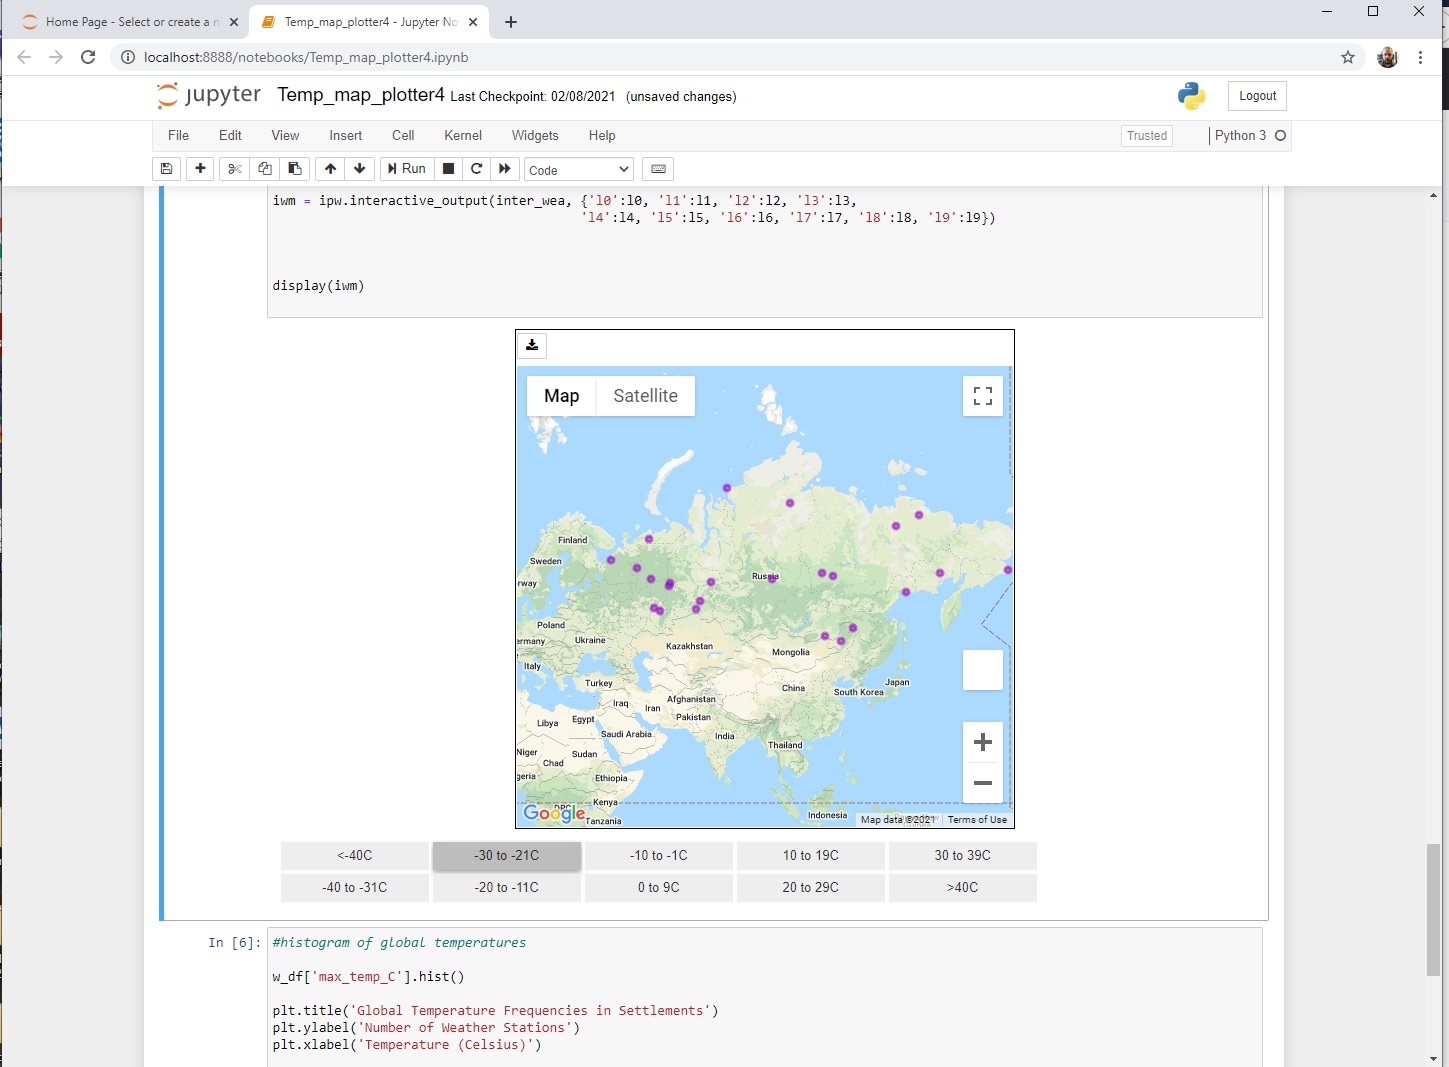 Home Page - Select or create a n
Temp_map_plotter4 - Jupyter No
localhost:8888/notebooks/Temp_map_plotter4.ipynb
jupyter Temp_map_plotter4 Last Checkpoint: 02/08/2021 (unsaved changes)
Logout
File Edit View Insert Cell Kernel Widgets Help
Trusted
Python 3
Run
Code
iwm = ipw.interactive_output(inter_wea, {'l0':l0, 'l1':l1, 'l2':l2, 'l3':l3,
'l4':l4, 'l5':l5, 'l6':l6, 'l7':l7, 'l8':l8, 'l9':l9})
display(iwm)
Map Satellite
Finland
Sweden
rway
Russia
Poland
ermany Ukraine
Kazakhstan
Mongolia
Italy
Turkey
China
Japan
South Korea
Iraq
Iran
Afghanistan
Pakistan
Libya
Egypt
Saudi Arabia
India
Thailand
Niger
Chad
Sudan
geria
Ethiopia
DRC
Kenya
Tanzania
Indonesia
Google
Map data ©2021 Terms of Use
<-40C -30 to -21C -10 to -1C 10 to 19C 30 to 39C
-40 to -31C -20 to -11C 0 to 9C 20 to 29C >40C
In [6]: #histogram of global temperatures
w_df['max_temp_C'].hist()
plt.title('Global Temperature Frequencies in Settlements')
plt.ylabel('Number of Weather Stations')
plt.xlabel('Temperature (Celsius)')